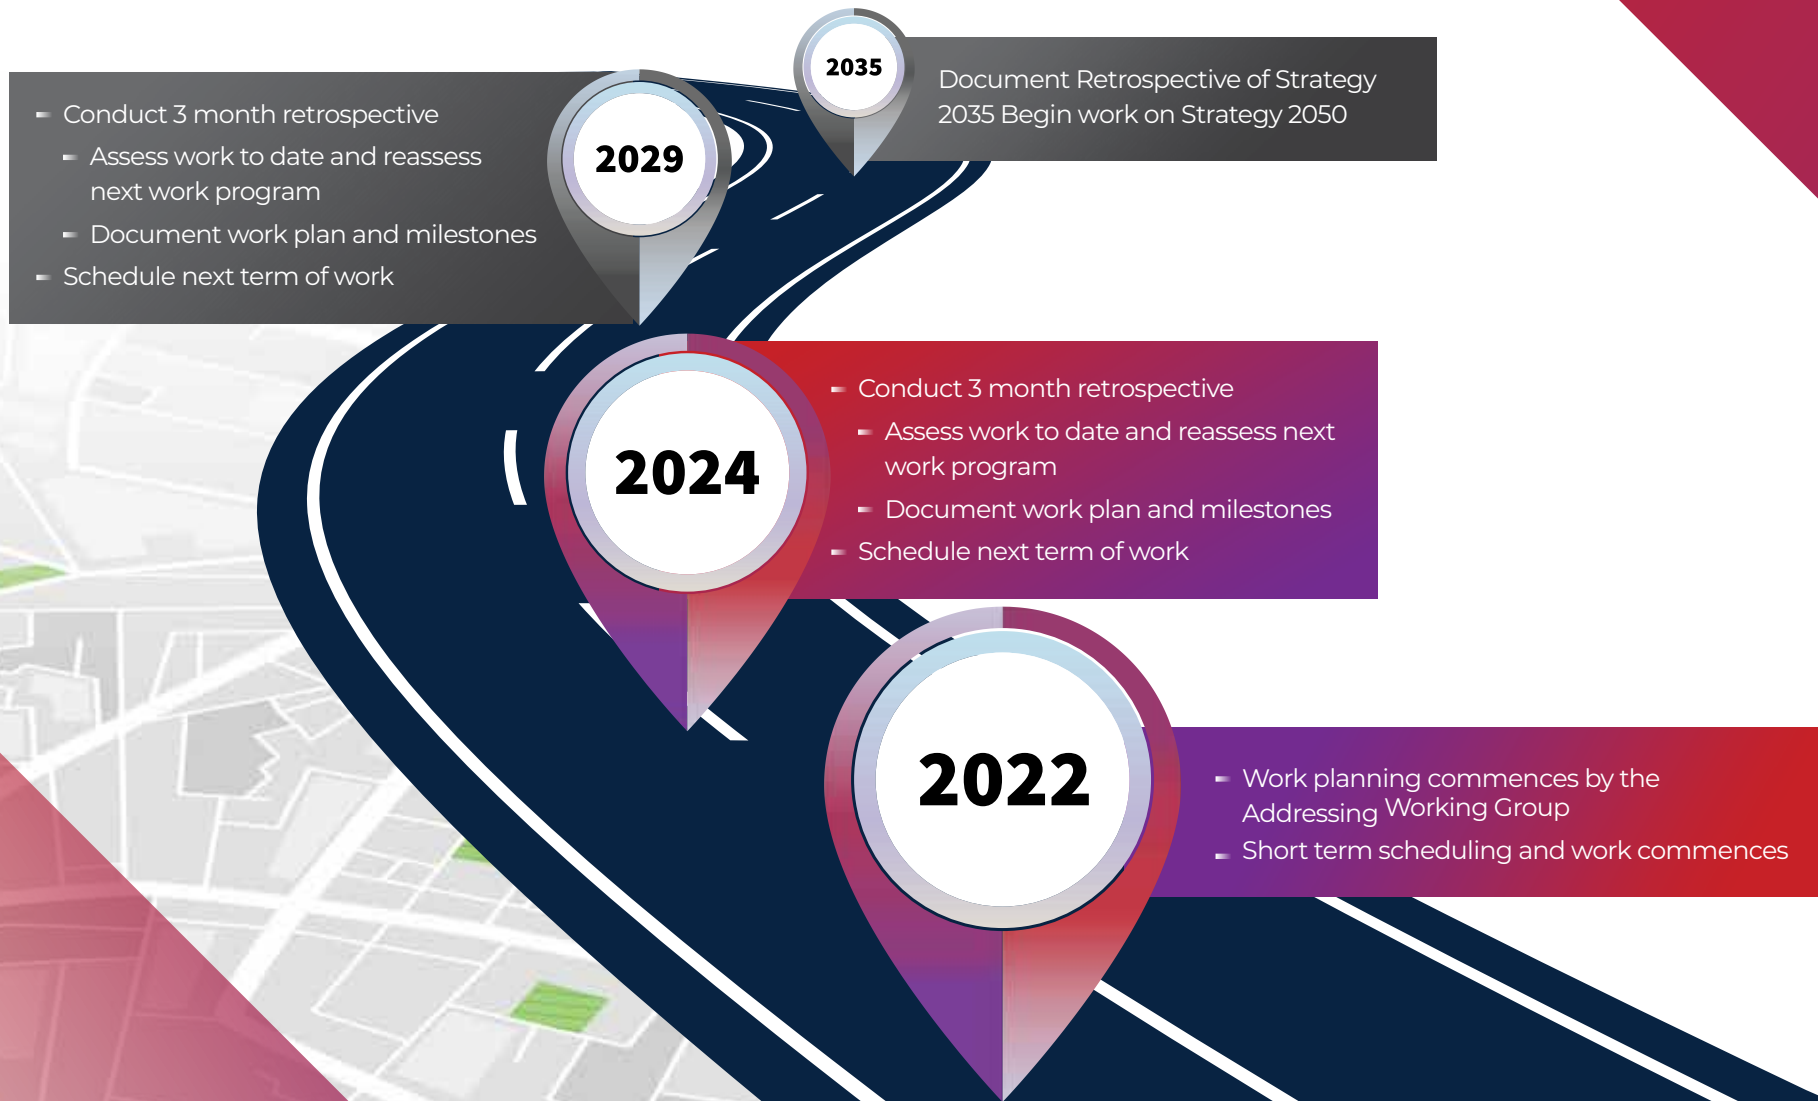 2035
Document Retrospective of Strategy
2035 Begin work on Strategy 2050
2029
- Conduct 3 month retrospective
- Assess work to date and reassess
next work program
- Document work plan and milestones
- Schedule next term of work
2024
- Conduct 3 month retrospective
- Assess work to date and reassess next
work program
- Document work plan and milestones
- Schedule next term of work
2022
- Work planning commences by the
Addressing Working Group
- Short term scheduling and work commences